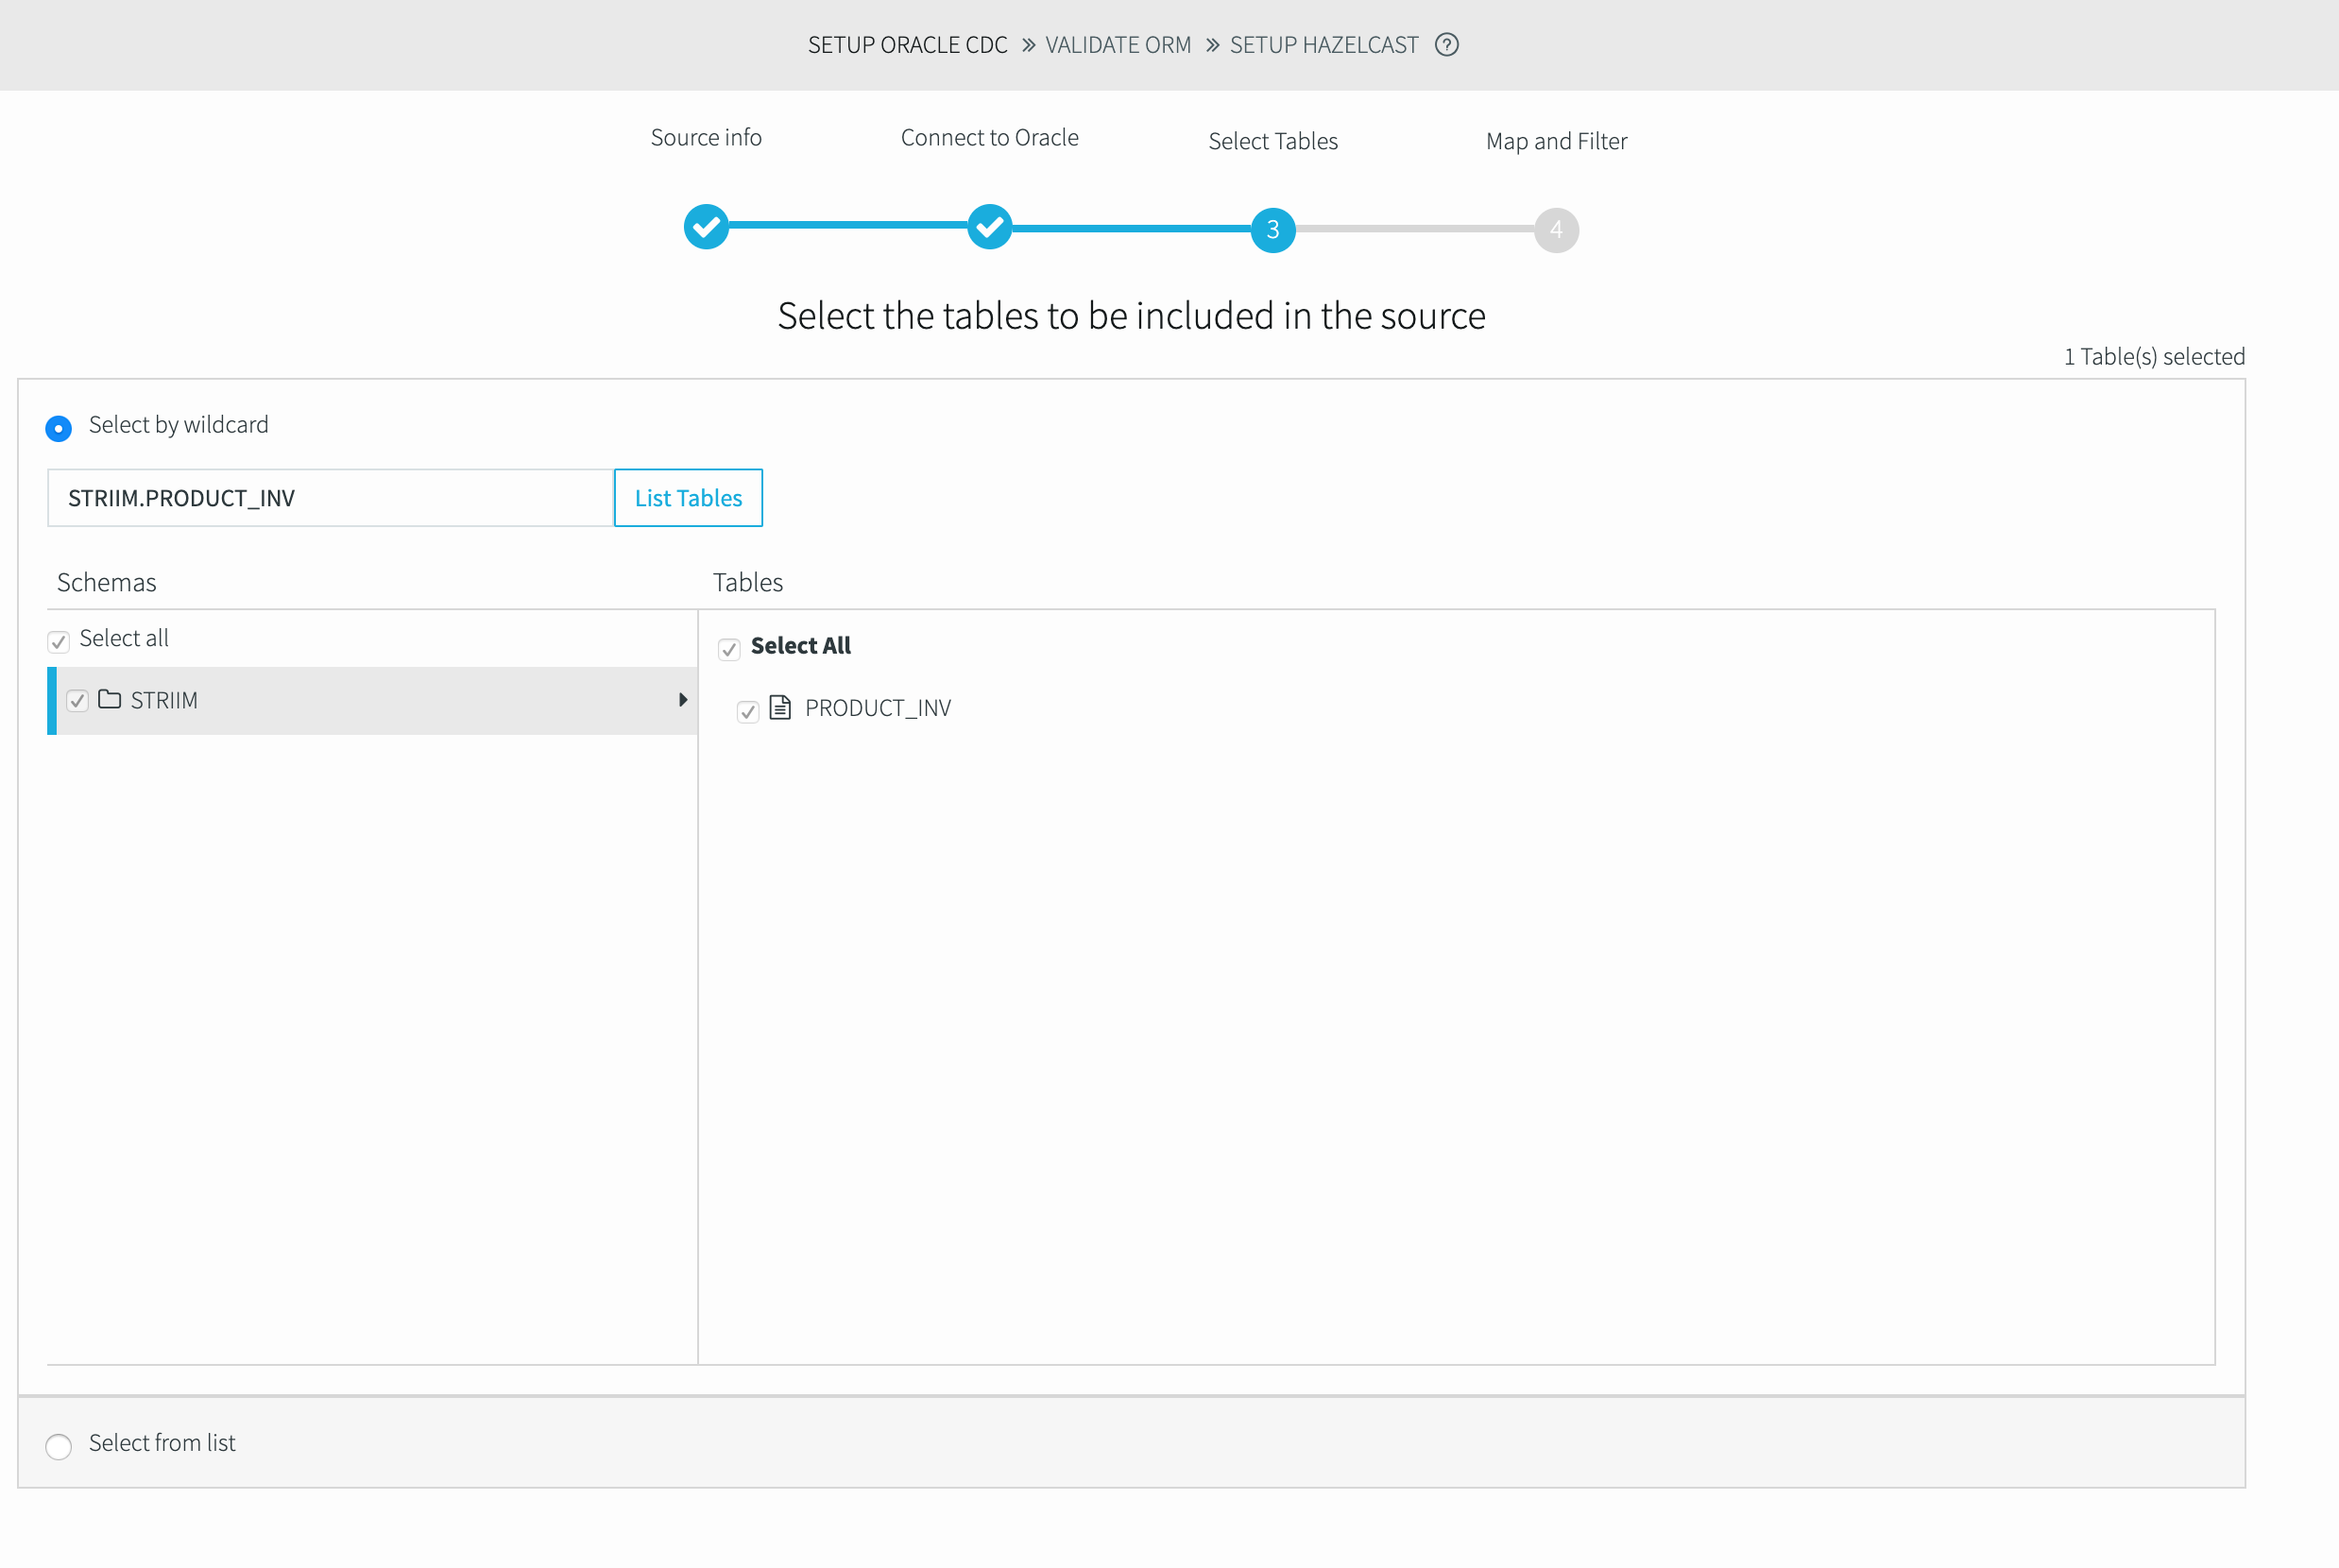 SETUP ORACLE CDC » VALIDATE ORM » SETUP HAZELCAST ?
Source info Connect to Oracle Select Tables Map and Filter
3 4
Select the tables to be included in the source
1 Table(s) selected
Select by wildcard
STRIIM.PRODUCT_INV List Tables
Schemas Tables
Select all Select All
STRIIM PRODUCT_INV
Select from list